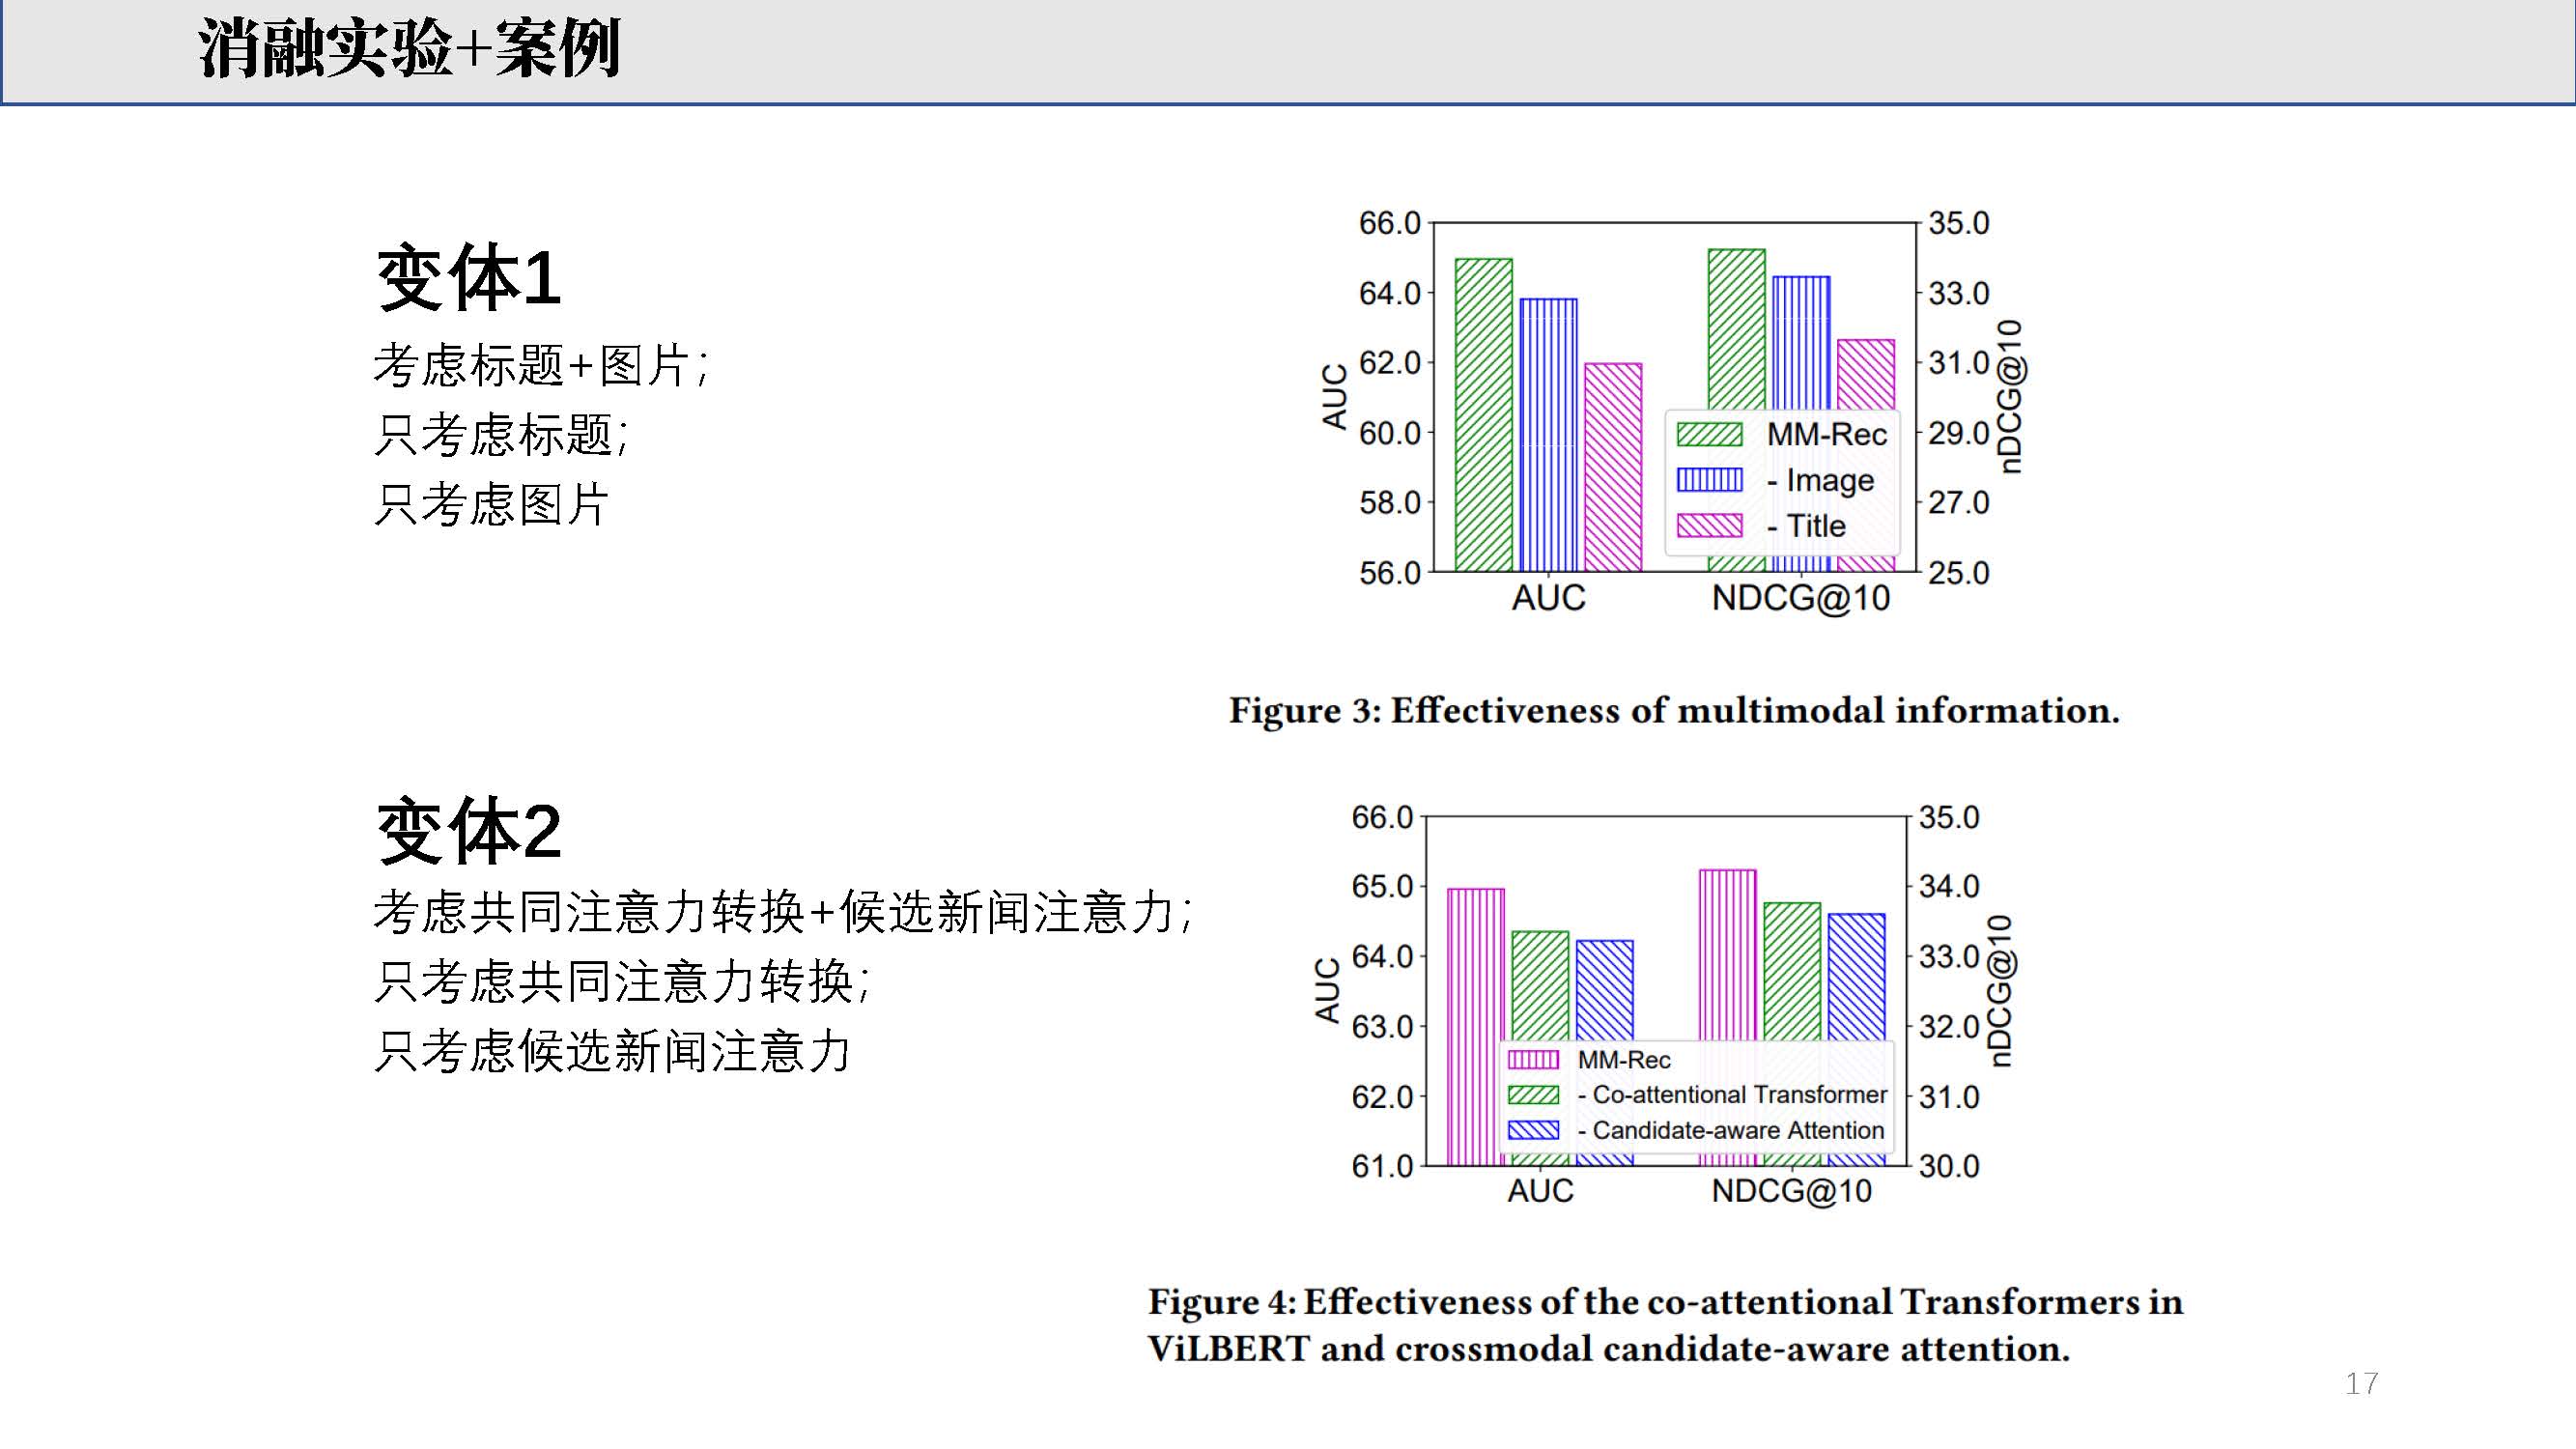 消融实验+案例
变体1
考虑标题+图片;
只考虑标题;
只考虑图片
66.0
64.0
62.0
60.0
58.0
56.0
AUC
35.0
33.0
31.0
29.0
27.0
25.0
nDCG@10
MM-Rec
- Image
- Title
AUC NDCG@10
Figure 3: Effectiveness of multimodal information.
变体2
考虑共同注意力转换+候选新闻注意力;
只考虑共同注意力转换;
只考虑候选新闻注意力
66.0
65.0
64.0
63.0
62.0
61.0
AUC
35.0
34.0
33.0
32.0
31.0
30.0
nDCG@10
MM-Rec
- Co-attentional Transformer
- Candidate-aware Attention
AUC NDCG@10
Figure 4: Effectiveness of the co-attentional Transformers in
ViLBERT and crossmodal candidate-aware attention.
17